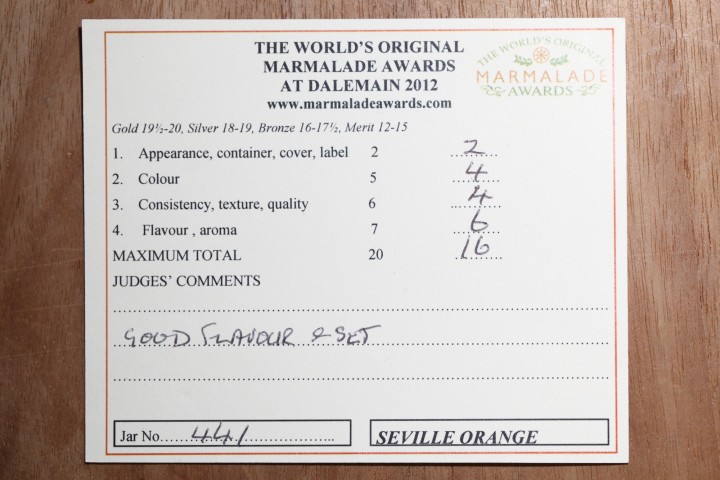 THE WORLD'S ORIGINAL
MARMALADE AWARDS
AT DALEMAIN 2012
www.marmaladeawards.com
THE WORLD'S ORIGINAL
MARMALADE
AWARDS
Gold 19½-20, Silver 18-19, Bronze 16-17½, Merit 12-15
1. Appearance, container, cover, label 2 2
2. Colour 5 4
3. Consistency, texture, quality 6 4
4. Flavour , aroma 7 6
MAXIMUM TOTAL 20 16
JUDGES' COMMENTS
GOOD FLAVOUR & SET
Jar No......441..................
SEVILLE ORANGE